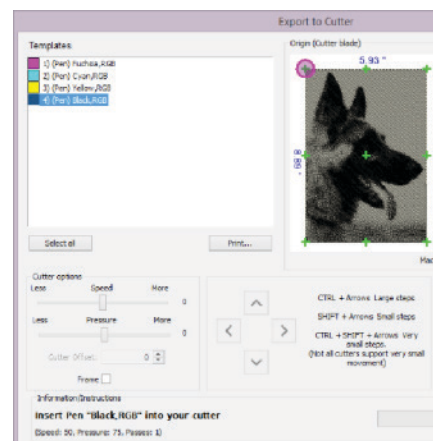 Export to Cutter
Templates
Origin (Cutter blade)
1) (Pen) Fuchsia,RGB
2) (Pen) Cyan,RGB
3) (Pen) Yellow,RGB
4) (Pen) Black,RGB
5.93 "
8.89 "
Select all
Print...
Mac
Cutter options
Less Speed More
0
Less Pressure More
0
Cutter Offset: 0
Frame
CTRL + Arrows Large steps
SHIFT + Arrows Small steps
CTRL + SHIFT + Arrows Very
small steps.
(Not all cutters support very small
movement)
Information/Instructions
Insert Pen "Black,RGB" into your cutter
(Speed: 50, Pressure: 75, Passes: 1)